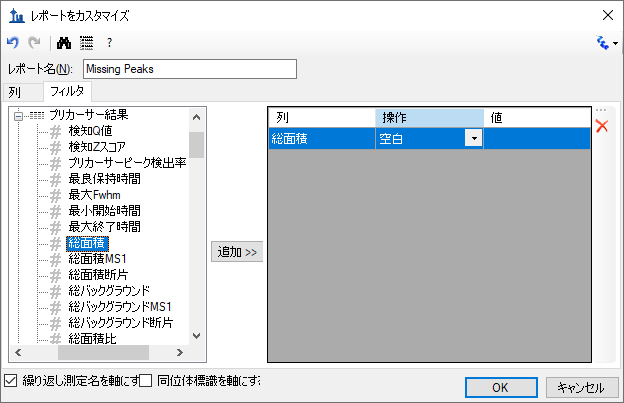 レポートをカスタマイズ
?
レポート名(N): Missing Peaks
列 フィルタ
プリカーサー結果
検知Q値
検知Zスコア
プリカーサーピーク検出率
最良保持時間
最大Fwhm
最小開始時間
最大終了時間
総面積
総面積MS1
総面積断片
総バックグラウンド
総バックグラウンドMS1
総バックグラウンド断片
総面積比
追加 >>
列 操作 値
総面積 空白
繰り返し測定名を軸にす 同位体標識を軸にす
OK キャンセル